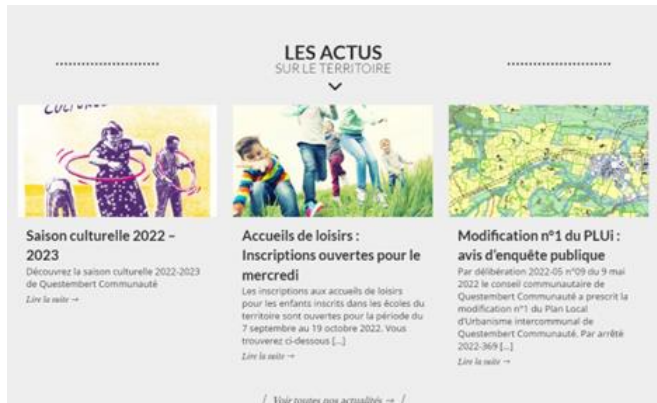 LES ACTUS
SUR LE TERRITOIRE
Saison culturelle 2022 –
2023
Découvrez la saison culturelle 2022-2023
de Questembert Communauté
Lire la suite →
Accueils de loisirs :
Inscriptions ouvertes pour le
mercredi
Les inscriptions aux accueils de loisirs
pour les enfants inscrits dans les écoles du
territoire sont ouvertes pour la période du
7 septembre au 19 octobre 2022. Vous
trouverez ci-dessous [...]
Lire la suite →
Modification n°1 du PLUi :
avis d'enquête publique
Par délibération 2022-05 n°09 du 9 mai
2022 le conseil communautaire de
Questembert Communauté a prescrit la
modification n°1 du Plan Local
d'Urbanisme intercommunal de
Questembert Communauté. Par arrêté
2022-369 [...]
Lire la suite →
/ Voir toutes nos actualités → /